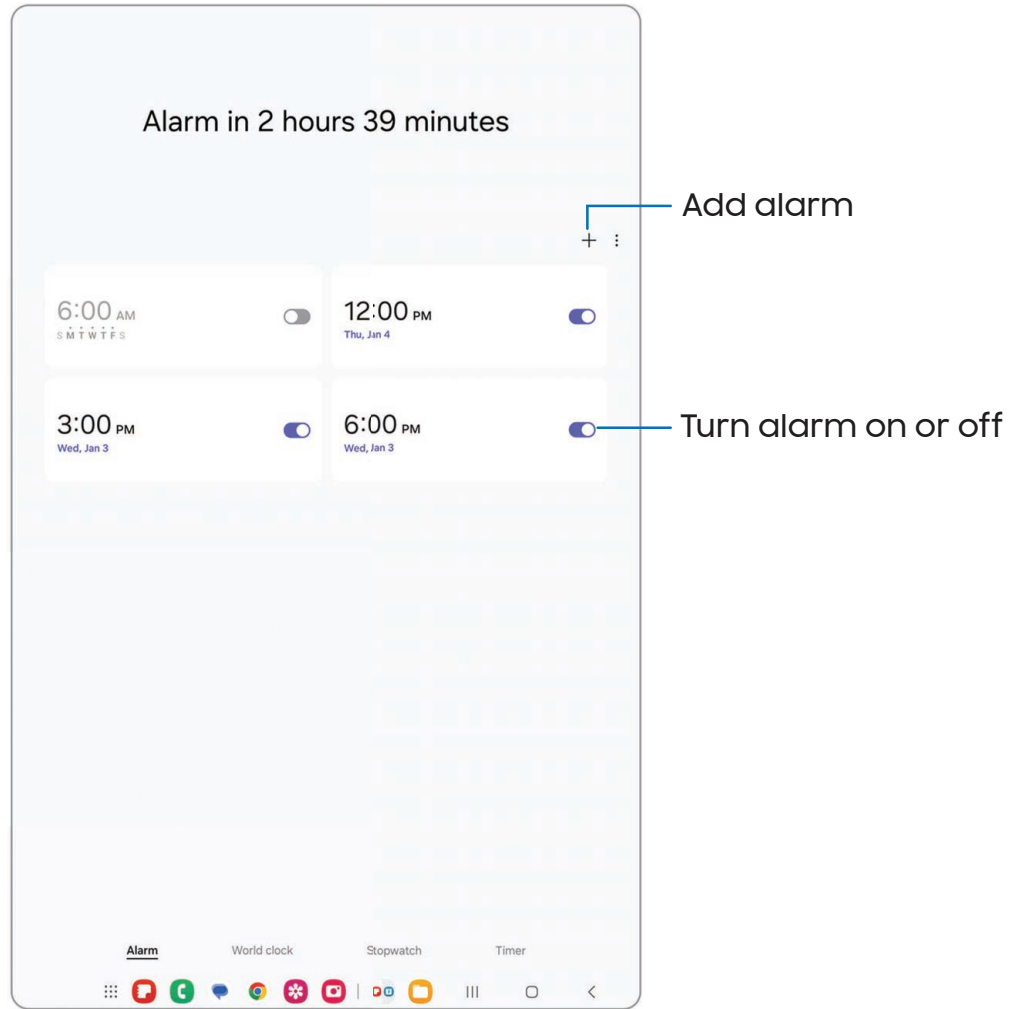 Alarm in 2 hours 39 minutes
Add alarm
6:00 AM
S M T W T F S
12:00 PM
Thu, Jan 4
3:00 PM
Wed, Jan 3
6:00 PM
Wed, Jan 3
Turn alarm on or off
Alarm World clock Stopwatch Timer